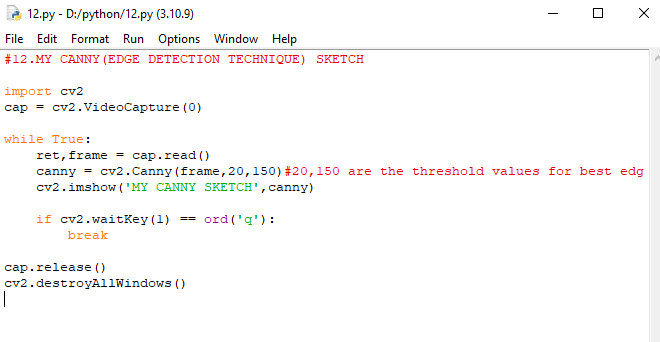 12.py - D:/python/12.py (3.10.9)
File Edit Format Run Options Window Help
#12.MY CANNY(EDGE DETECTION TECHNIQUE) SKETCH
import cv2
cap = cv2.VideoCapture(0)
while True:
    ret,frame = cap.read()
    canny = cv2.Canny(frame,20,150)#20,150 are the threshold values for best edg
    cv2.imshow('MY CANNY SKETCH',canny)
    if cv2.waitKey(1) == ord('q'):
        break
cap.release()
cv2.destroyAllWindows()